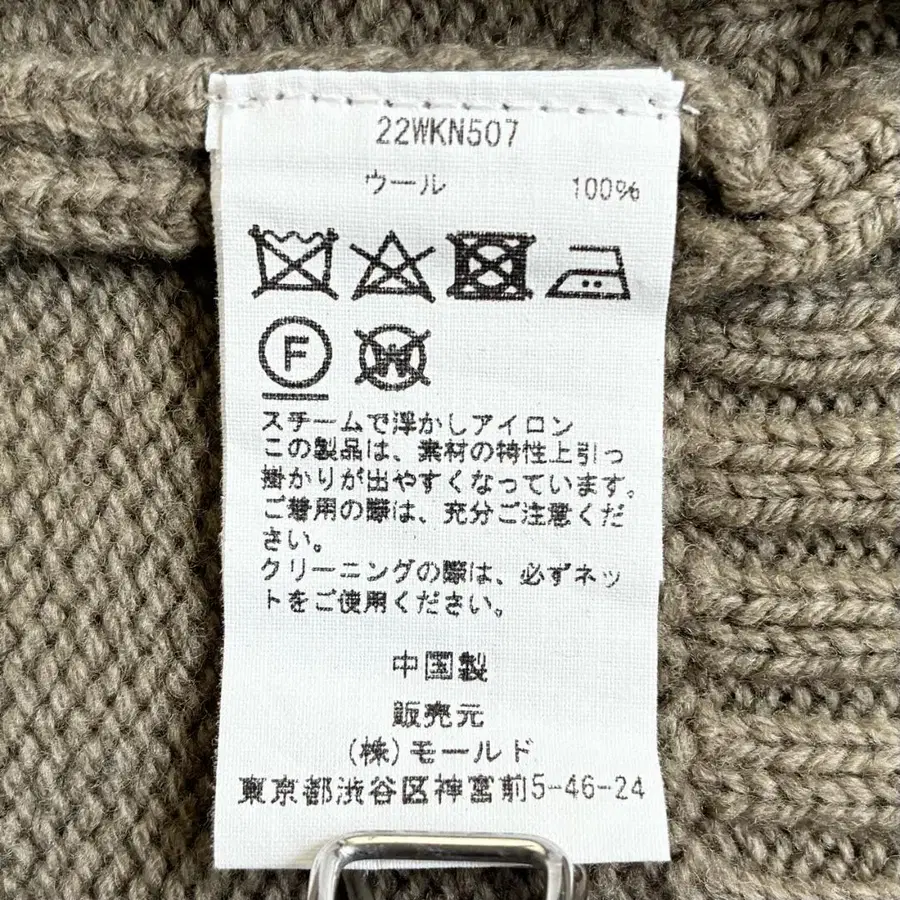 22WKN507
ウール 100%
F
W
スチームで浮かしアイロン
この製品は、素材の特性上引っ
掛かりが出やすくなっています。
ご着用の際は、充分ご注意くだ
さい。
クリーニングの際は、必ずネッ
トをご使用ください。
中国製
販売元
(株)モールド
東京都渋谷区神宮前5-46-24